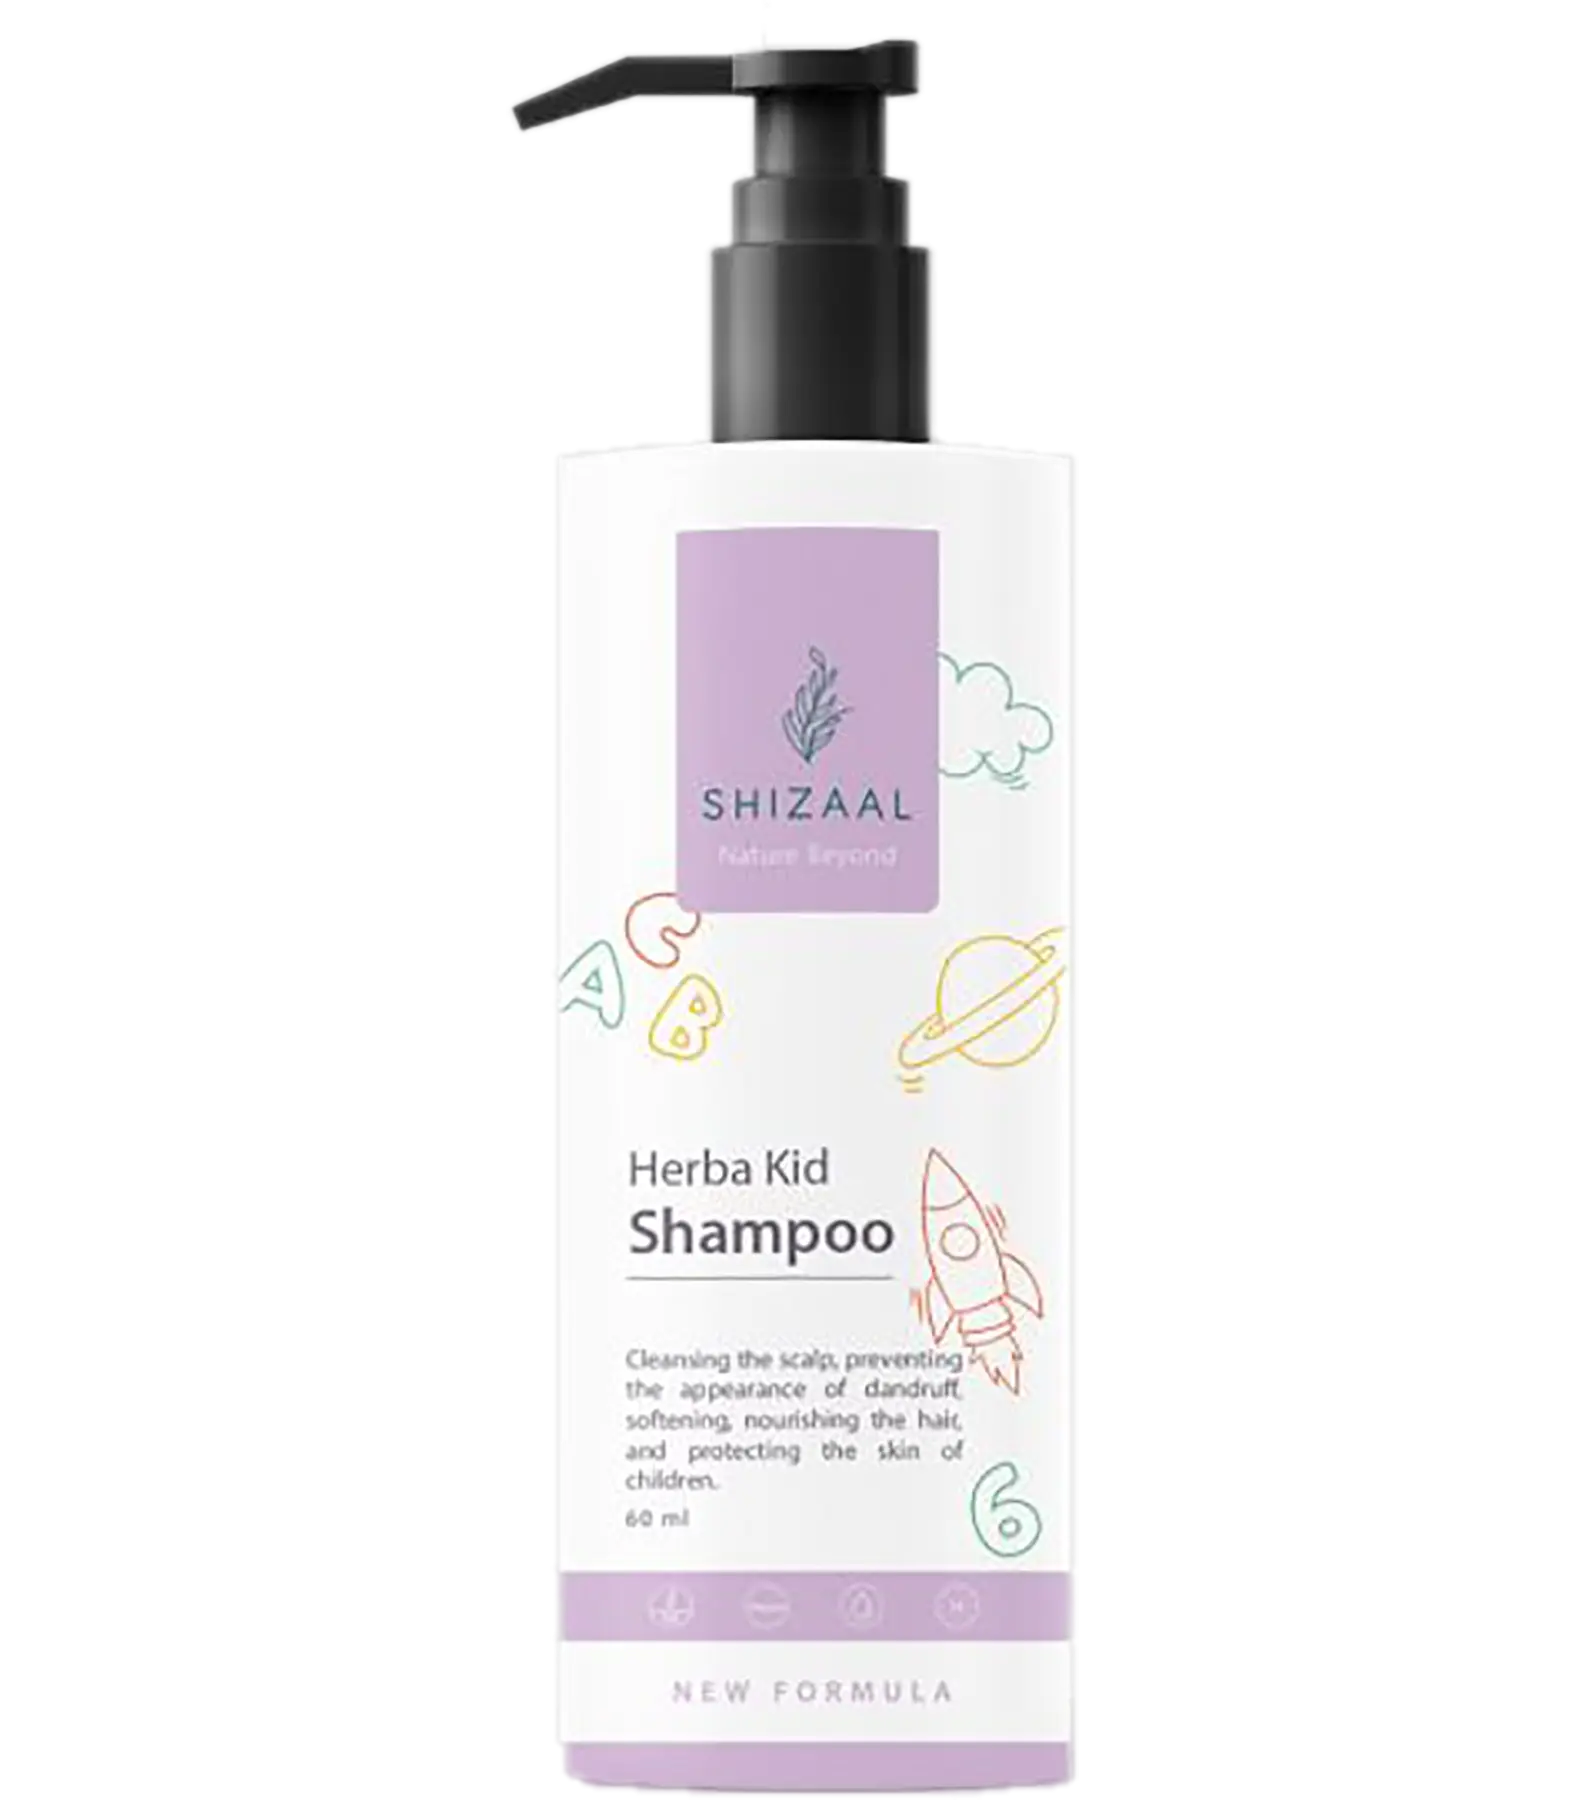 SHIZAAL
Nature Beyond
C
A
B
Herba Kid
Shampoo
Cleansing the scalp, preventing
the appearance of dandruff,
softening, nourishing the hair,
and protecting the skin of
children.
60 ml
6
NEW FORMULA